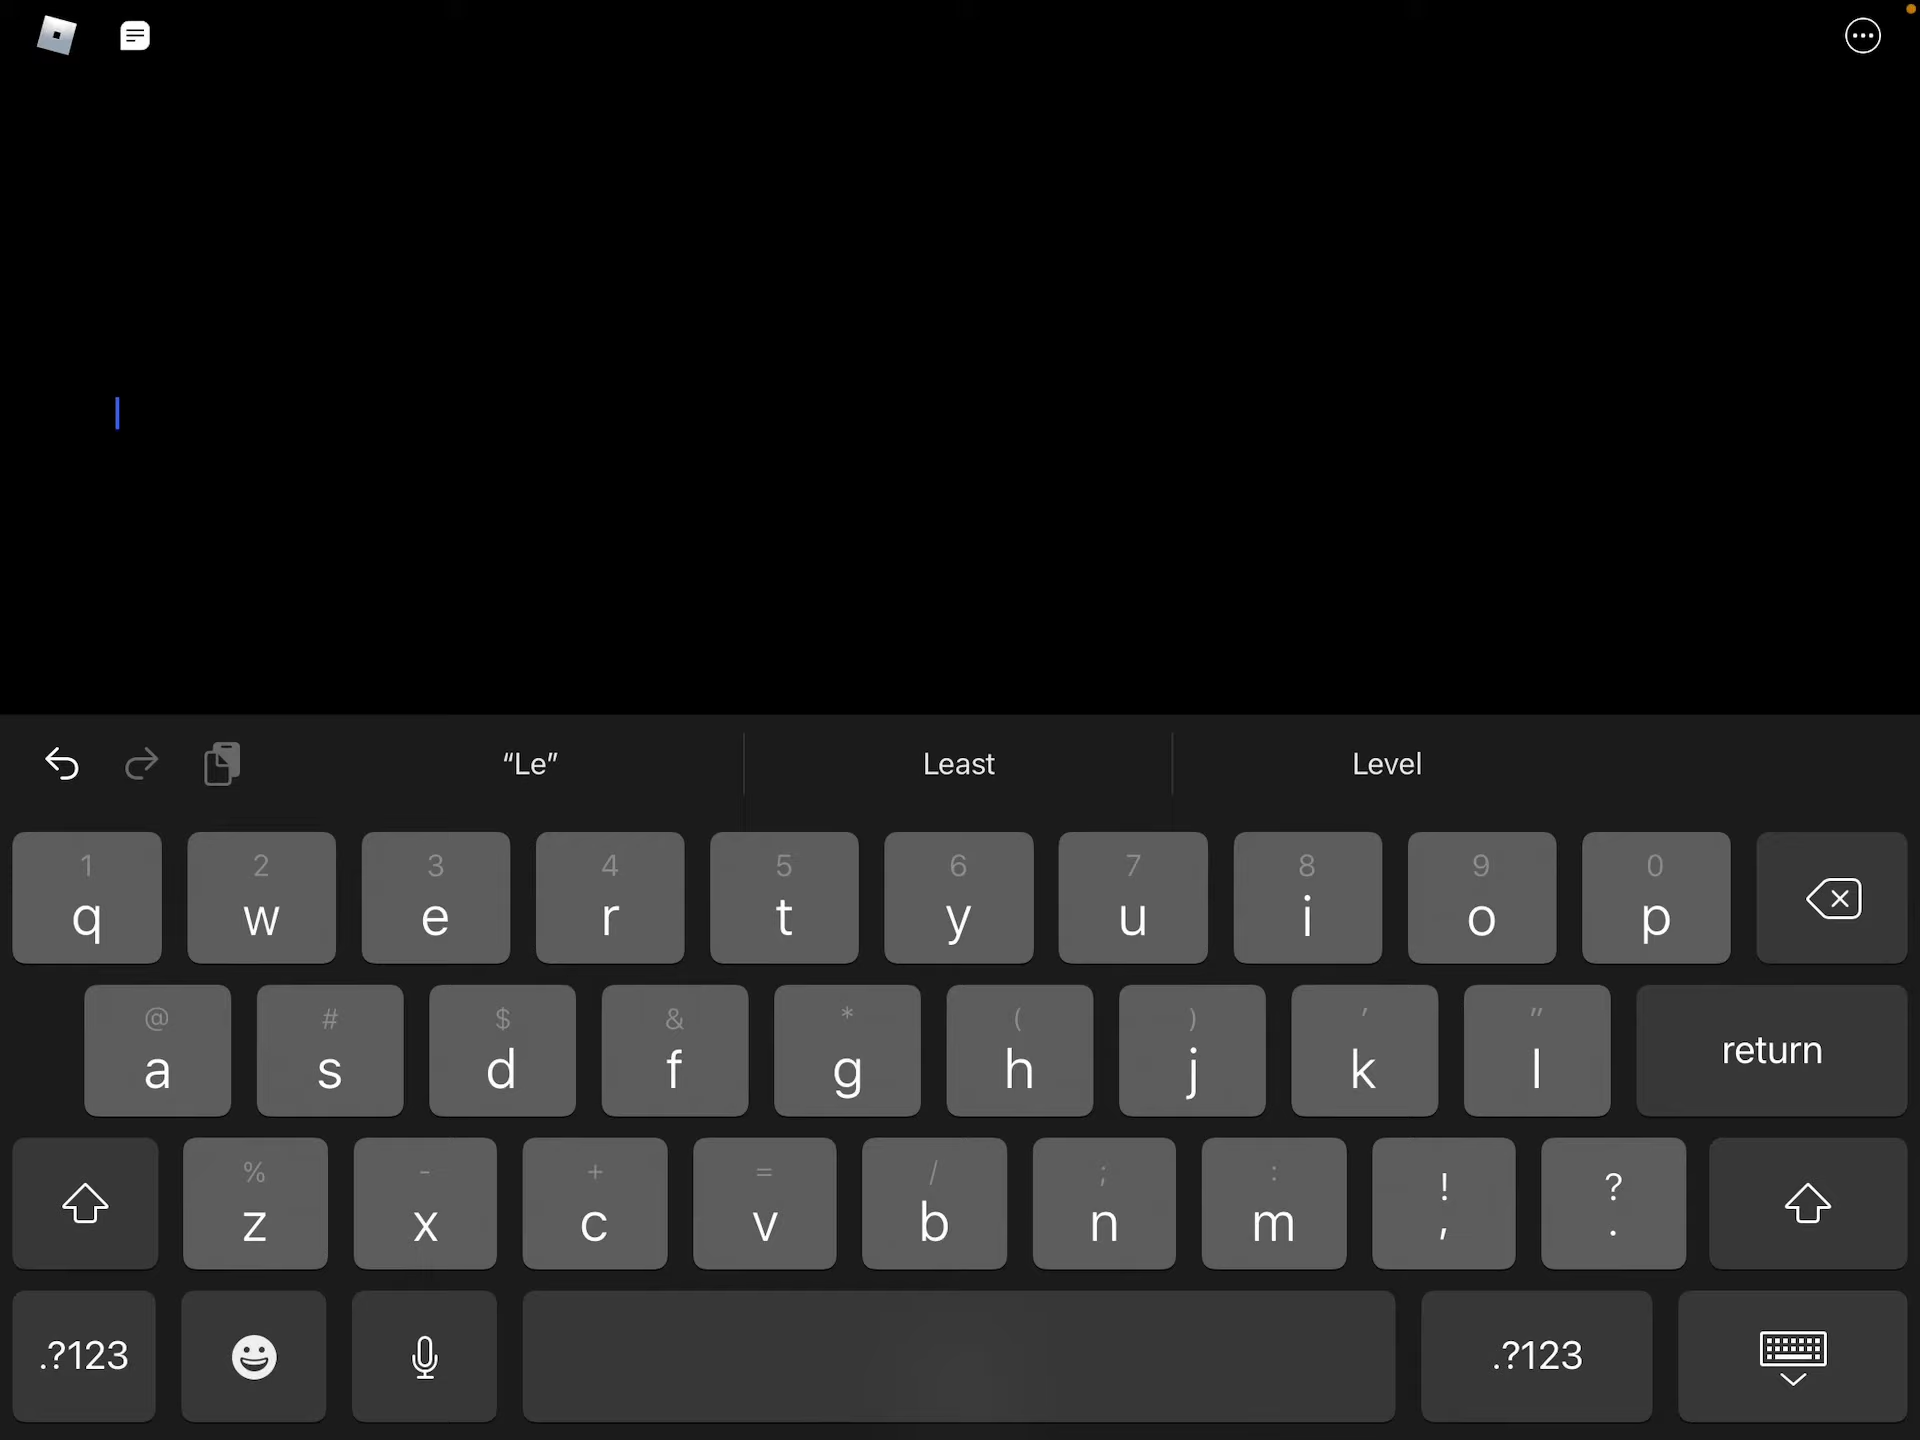 “Le” Least Level
1 2 3 4 5 6 7 8 9 0
q w e r t y u i o p
@ # $ & * ( ) ' "
a s d f g h j k l return
% - + = / ; : ! ?
z x c v b n m , .
.?123 .?123